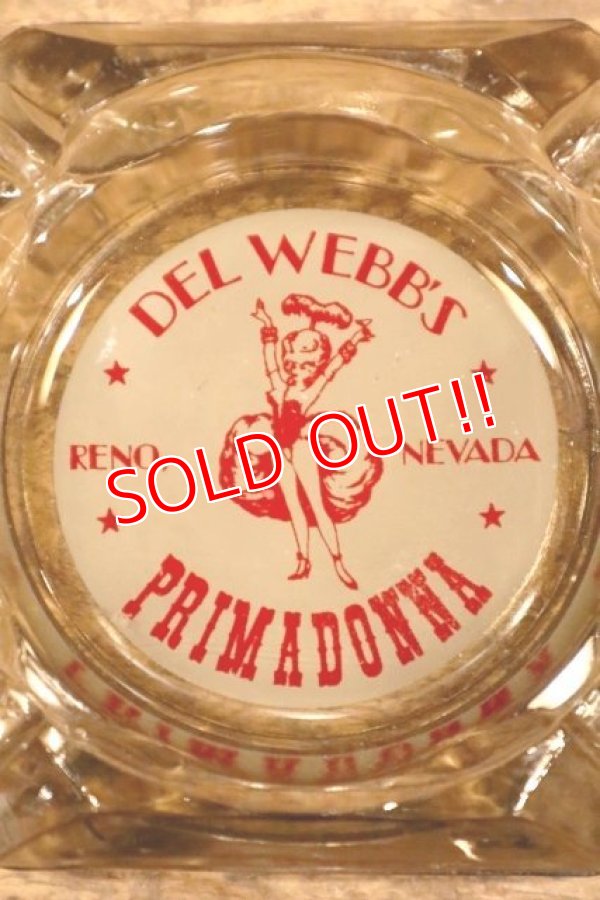 DEL WEBB'S
RENO NEVADA
SOLD OUT!!
PRIMADONNA